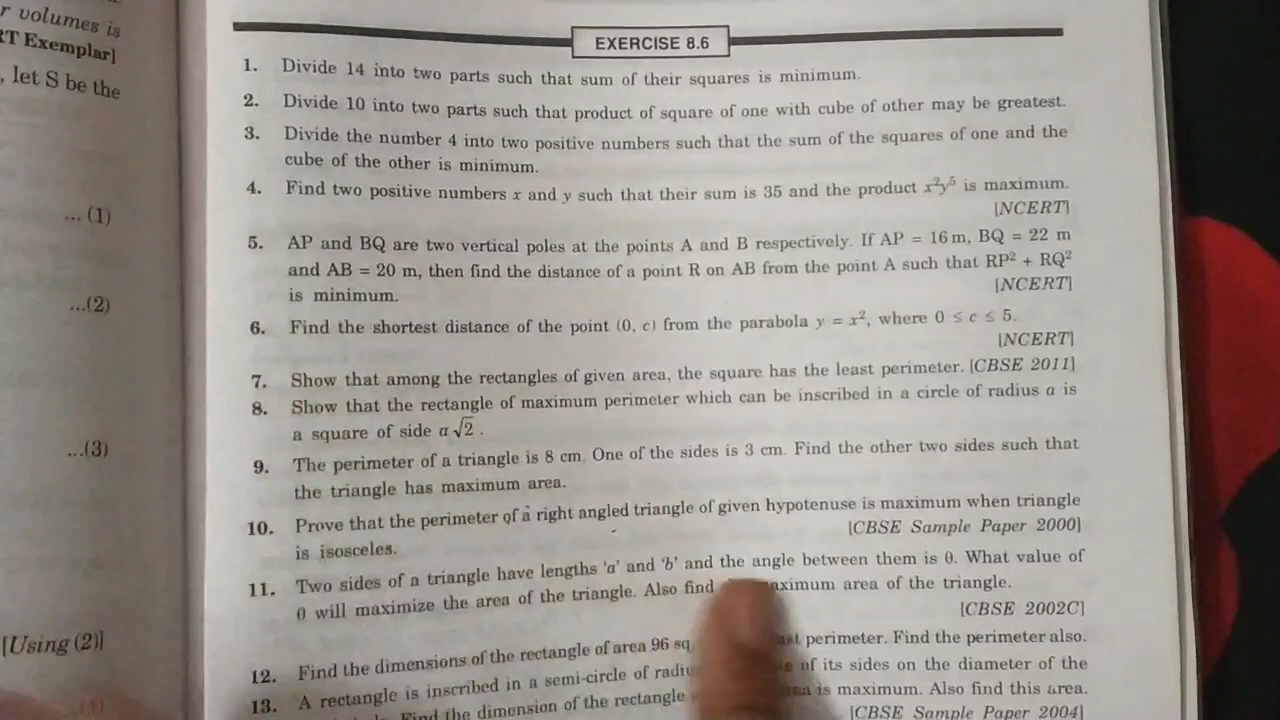 r volumes is
RT Exemplar]
, let S be the
... (1)
...(2)
...(3)
[Using (2)]
EXERCISE 8.6
1. Divide 14 into two parts such that sum of their squares is minimum.
2. Divide 10 into two parts such that product of square of one with cube of other may be greatest.
3. Divide the number 4 into two positive numbers such that the sum of the squares of one and the
cube of the other is minimum.
4. Find two positive numbers x and y such that their sum is 35 and the product x²y⁵ is maximum.
[NCERT]
5. AP and BQ are two vertical poles at the points A and B respectively. If AP = 16 m, BQ = 22 m
and AB = 20 m, then find the distance of a point R on AB from the point A such that RP² + RQ²
is minimum.
[NCERT]
6. Find the shortest distance of the point (0, c) from the parabola y = x², where 0 ≤ c ≤ 5.
[NCERT]
7. Show that among the rectangles of given area, the square has the least perimeter. [CBSE 2011]
8. Show that the rectangle of maximum perimeter which can be inscribed in a circle of radius a is
a square of side a√2 .
9. The perimeter of a triangle is 8 cm. One of the sides is 3 cm. Find the other two sides such that
the triangle has maximum area.
10. Prove that the perimeter of a right angled triangle of given hypotenuse is maximum when triangle
is isosceles.
[CBSE Sample Paper 2000]
11. Two sides of a triangle have lengths 'a' and 'b' and the angle between them is θ. What value of
θ will maximize the area of the triangle. Also find aximum area of the triangle.
[CBSE 2002C]
12. Find the dimensions of the rectangle of area 96 sq perimeter. Find the perimeter also.
13. A rectangle is inscribed in a semi-circle of of its sides on the diameter of the
Find the dimension of the rectangle is maximum. Also find this area.
[CBSE Sample Paper 2004]